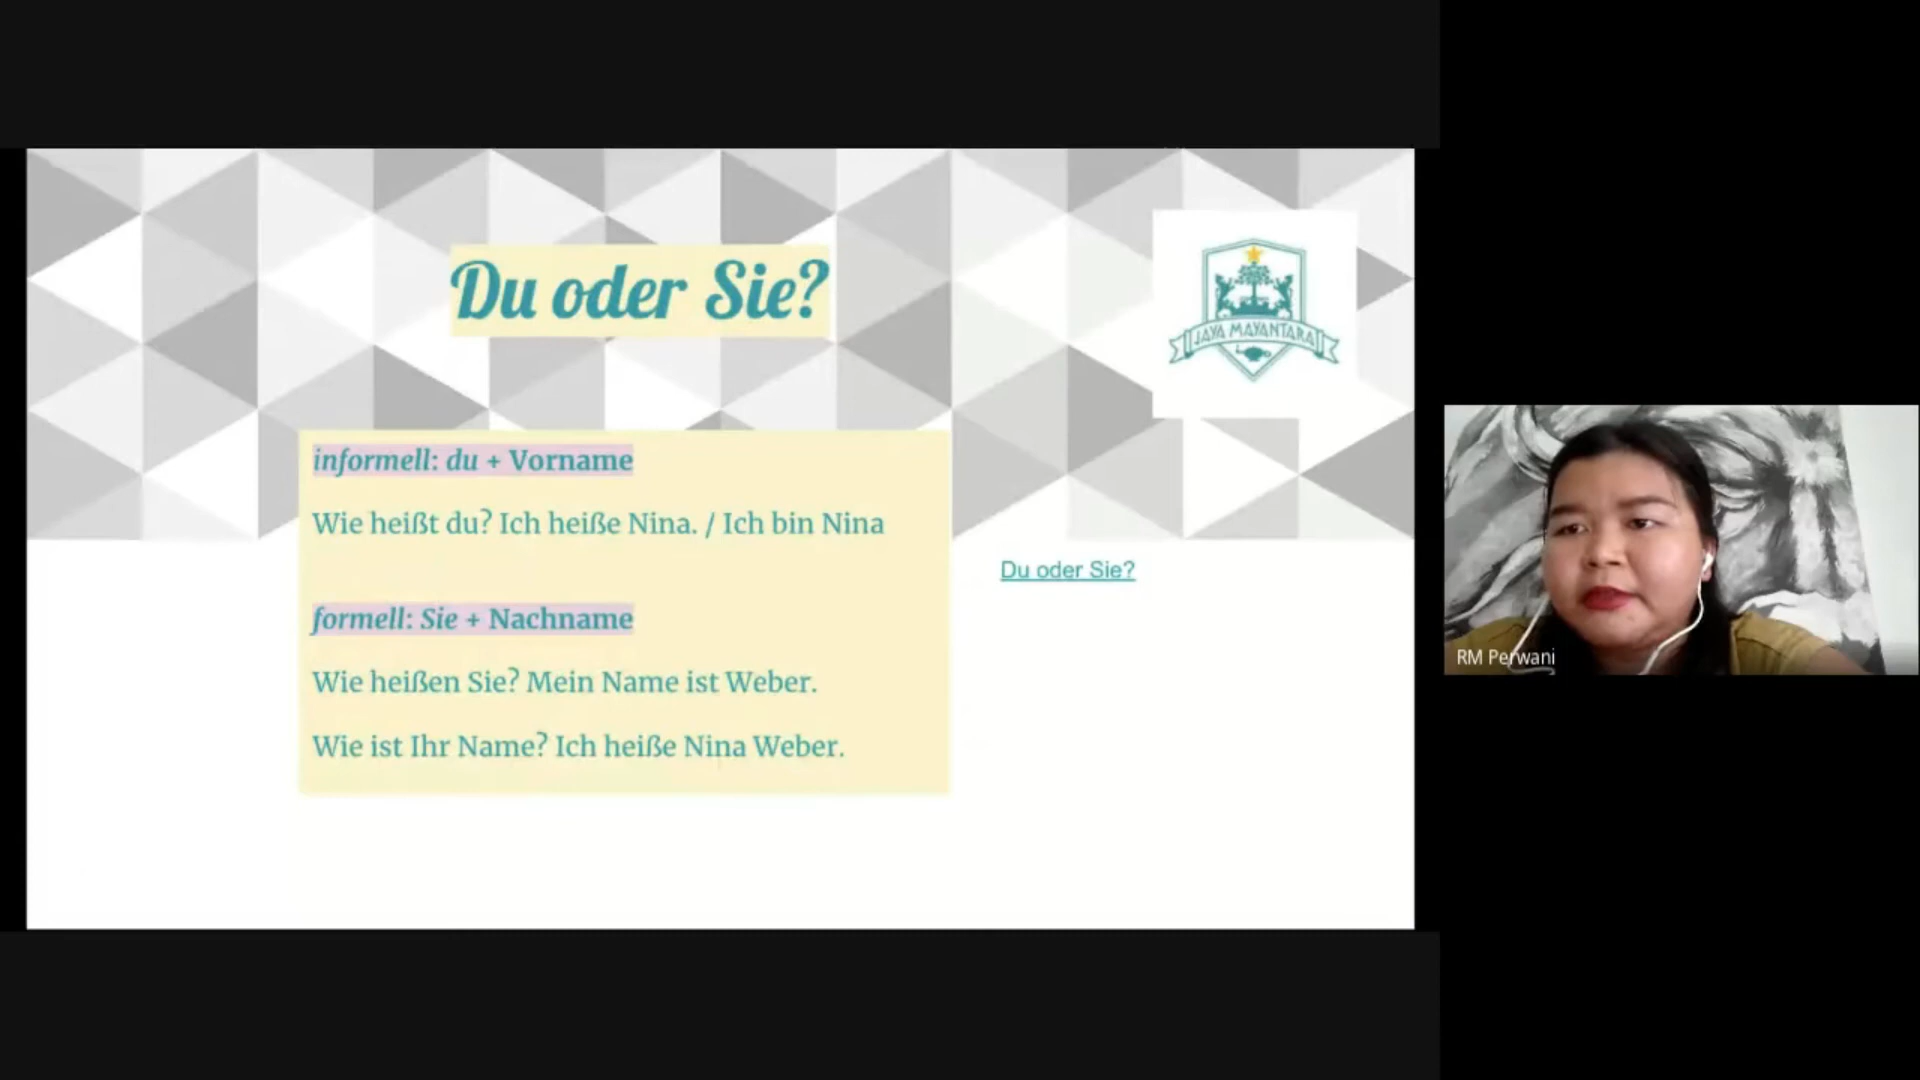 Du oder Sie?
JAYA MAYANTARA
informell: du + Vorname
Wie heißt du? Ich heiße Nina. / Ich bin Nina
Du oder Sie?
formell: Sie + Nachname
Wie heißen Sie? Mein Name ist Weber.
Wie ist Ihr Name? Ich heiße Nina Weber.
RM Perwani